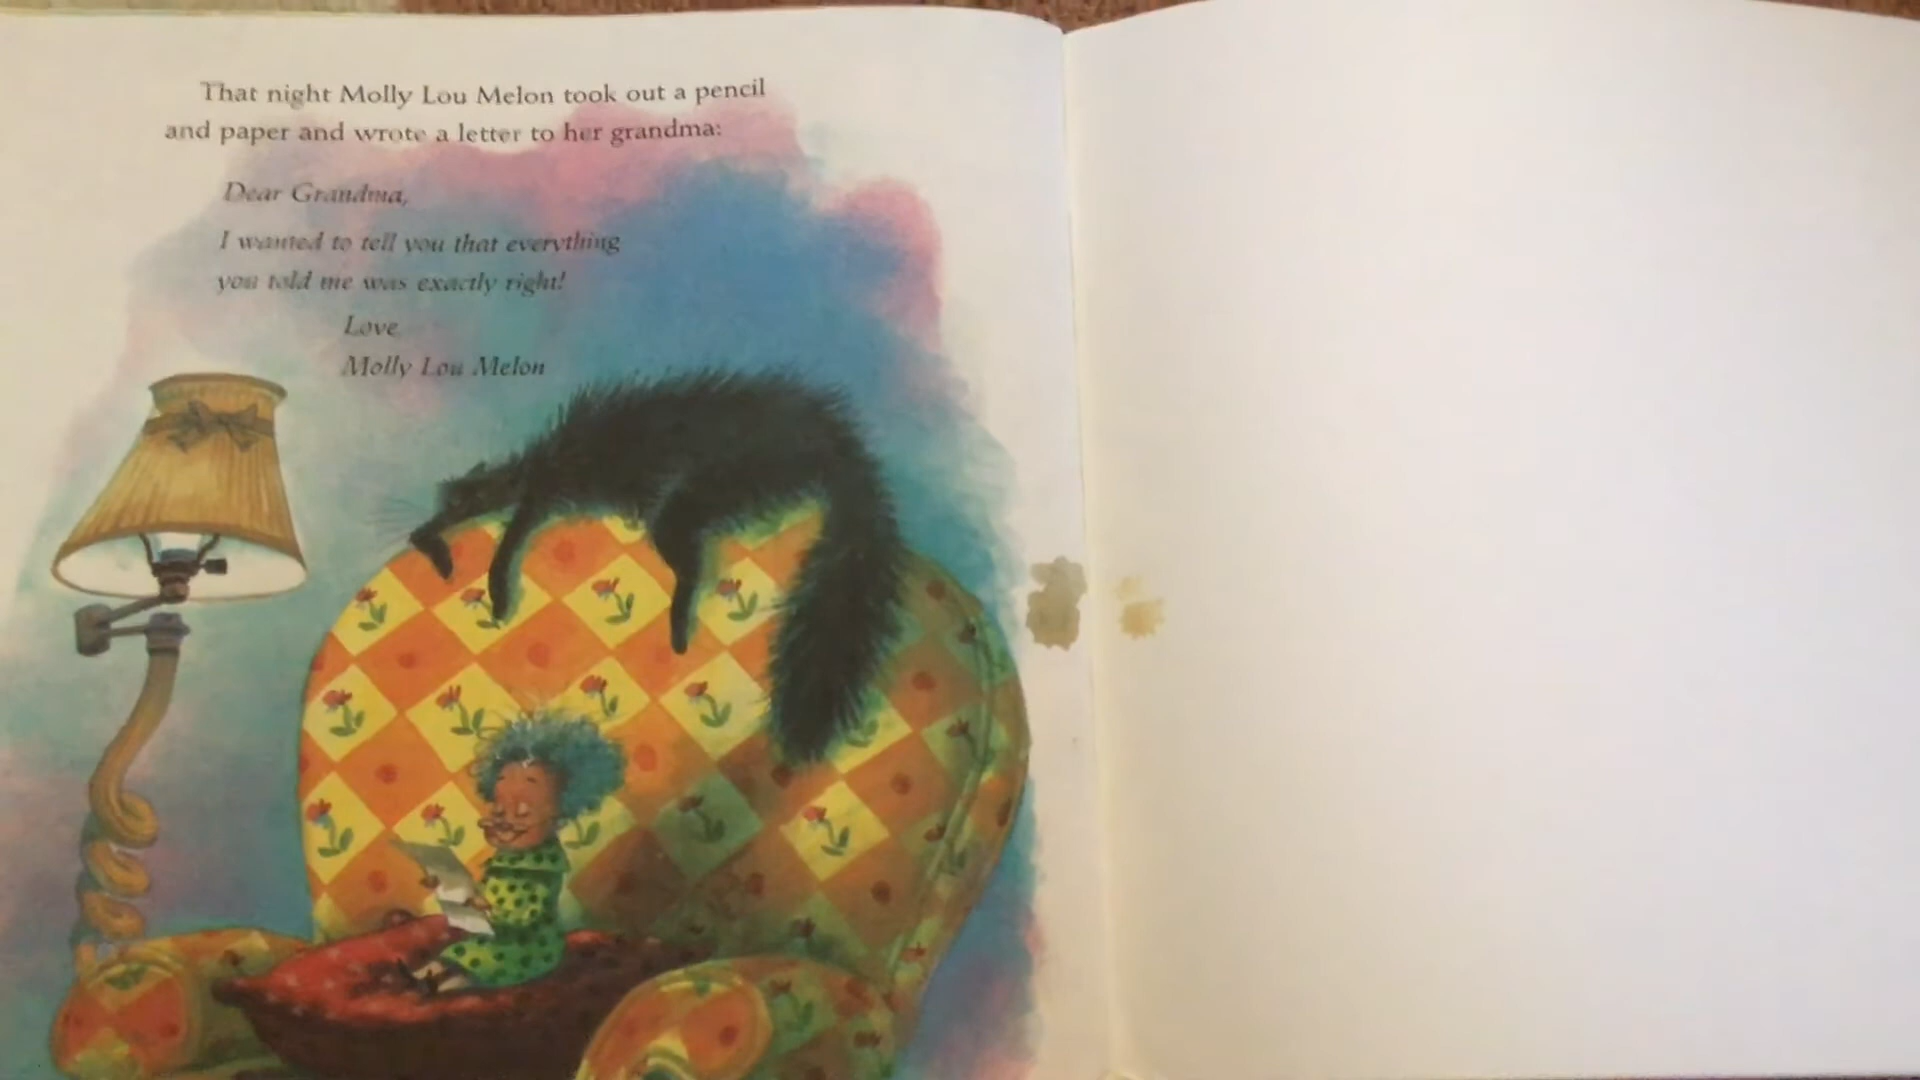 That night Molly Lou Melon took out a pencil
and paper and wrote a letter to her grandma:
Dear Grandma,
I wanted to tell you that everything
you told me was exactly right!
Love
Molly Lou Melon